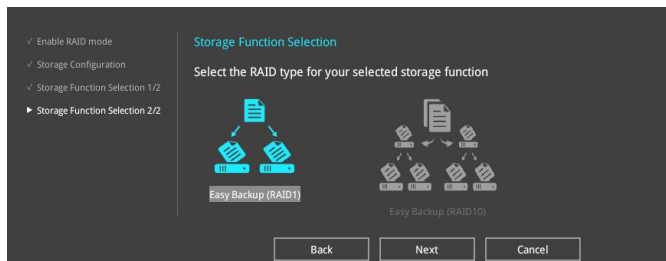 ✓ Enable RAID mode
✓ Storage Configuration
✓ Storage Function Selection 1/2
▶ Storage Function Selection 2/2
Storage Function Selection
Select the RAID type for your selected storage function
Easy Backup (RAID1)
Easy Backup (RAID10)
Back
Next
Cancel